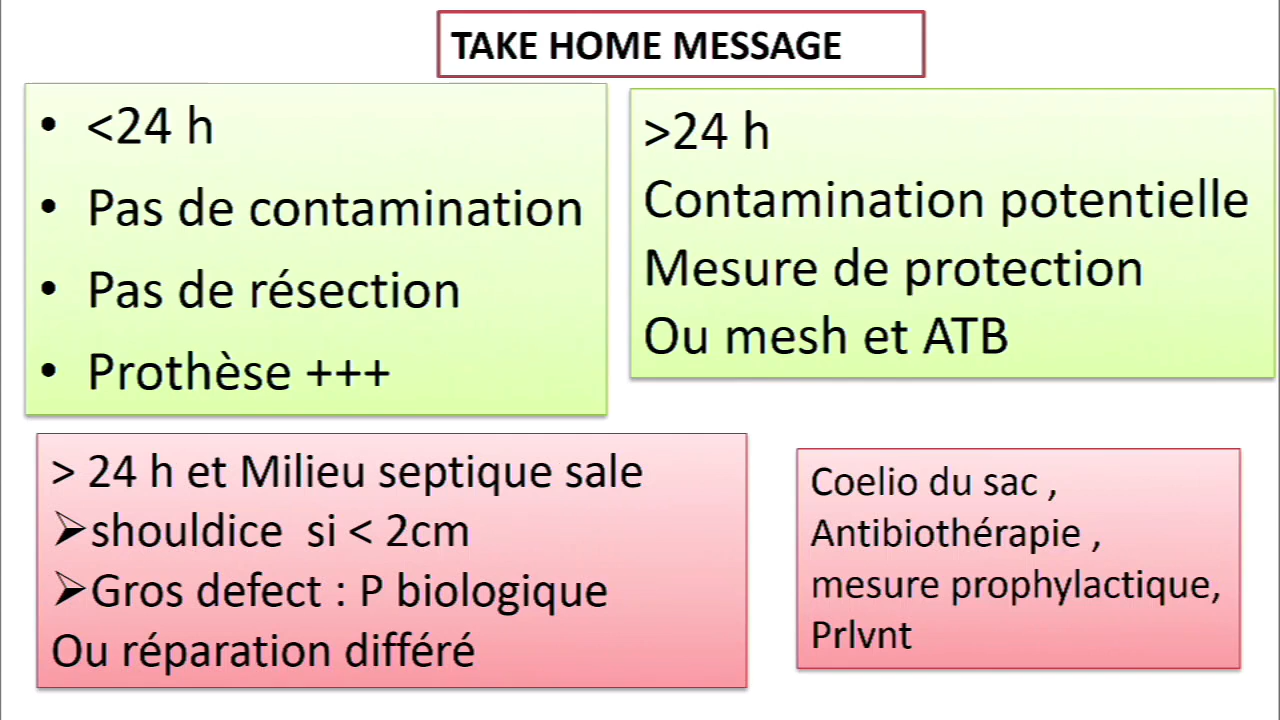 TAKE HOME MESSAGE
• <24 h
• Pas de contamination
• Pas de résection
• Prothèse +++
>24 h
Contamination potentielle
Mesure de protection
Ou mesh et ATB
> 24 h et Milieu septique sale
➢shouldice si < 2cm
➢Gros defect : P biologique
Ou réparation différé
Coelio du sac ,
Antibiothérapie ,
mesure prophylactique,
Prlvnt